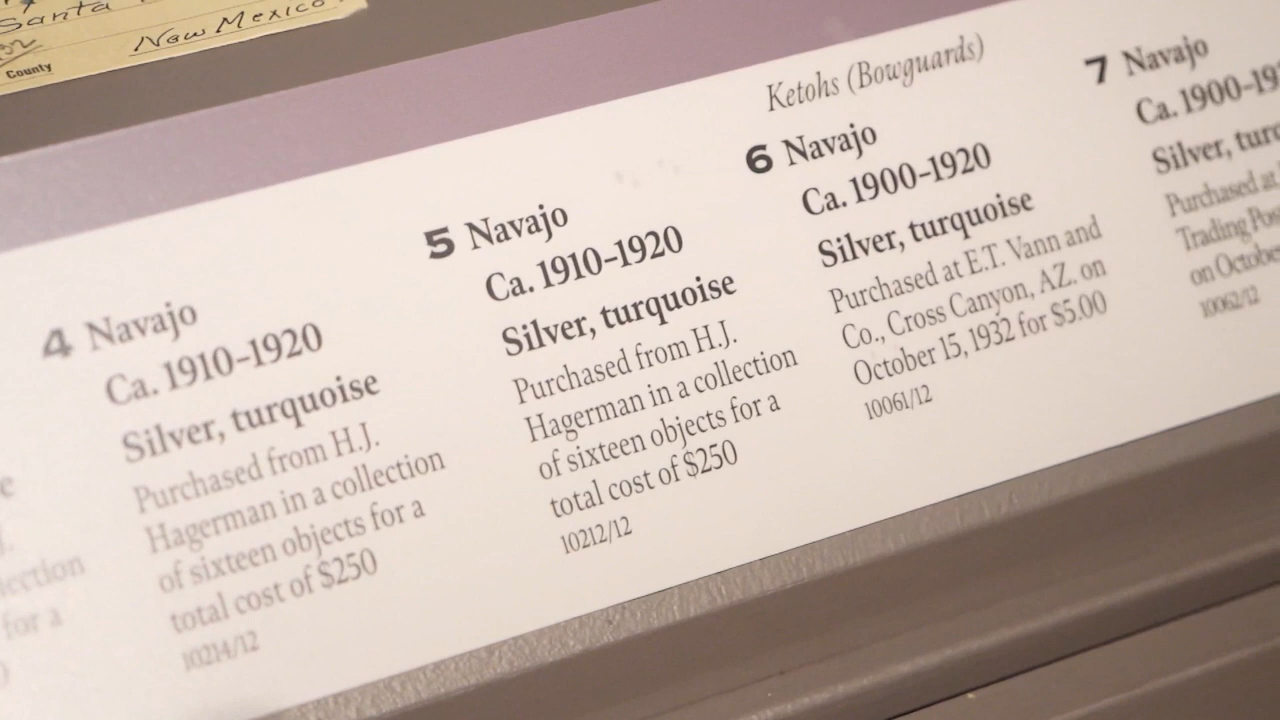 Santa
New Mexico
County
4 Navajo
Ca. 1910–1920
Silver, turquoise
Purchased from H.J.
Hagerman in a collection
of sixteen objects for a
total cost of $250
10214/12
5 Navajo
Ca. 1910–1920
Silver, turquoise
Purchased from H.J.
Hagerman in a collection
of sixteen objects for a
total cost of $250
10212/12
Ketohs (Bowguards)
6 Navajo
Ca. 1900–1920
Silver, turquoise
Purchased at E.T. Vann and
Co., Cross Canyon, AZ. on
October 15, 1932 for $5.00
10061/12
7 Navajo
Ca. 1900–
Silver,
Purchased at
Trading
on
10062/12
for a